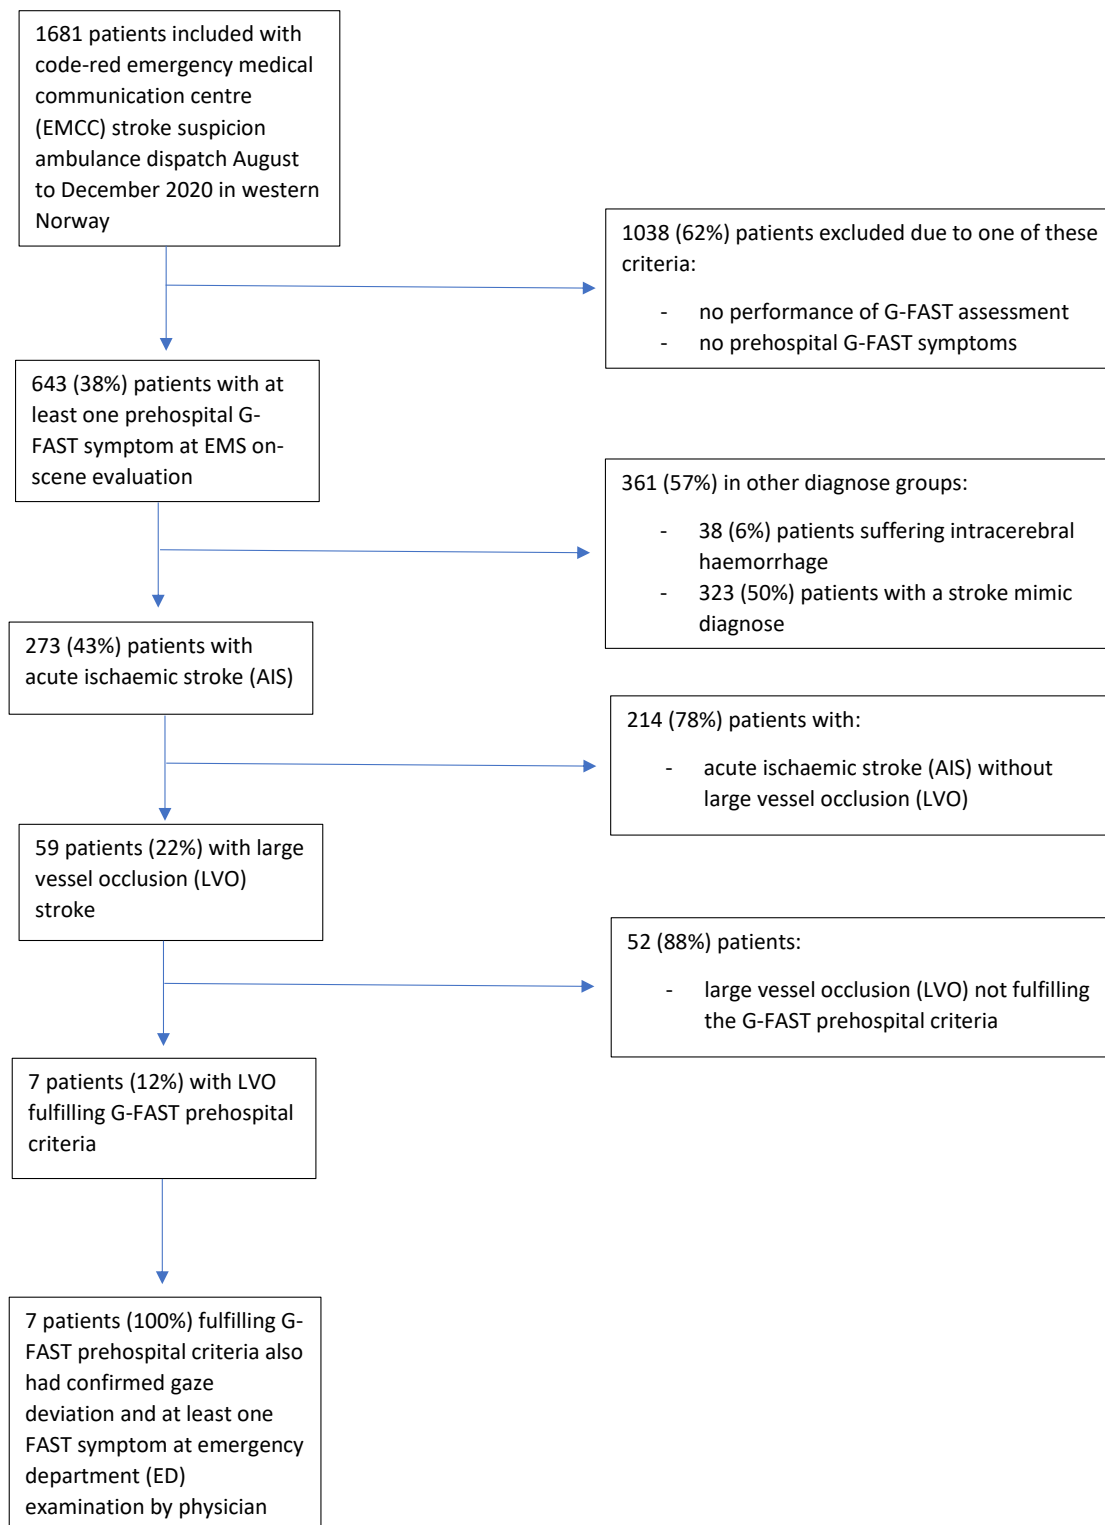 1681 patients included with
code-red emergency medical
communication centre
(EMCC) stroke suspicion
ambulance dispatch August
to December 2020 in western
Norway
1038 (62%) patients excluded due to one of these
criteria:
- no performance of G-FAST assessment
- no prehospital G-FAST symptoms
643 (38%) patients with at
least one prehospital G-
FAST symptom at EMS on-
scene evaluation
361 (57%) in other diagnose groups:
- 38 (6%) patients suffering intracerebral
haemorrhage
- 323 (50%) patients with a stroke mimic
diagnose
273 (43%) patients with
acute ischaemic stroke (AIS)
214 (78%) patients with:
- acute ischaemic stroke (AIS) without
large vessel occlusion (LVO)
59 patients (22%) with large
vessel occlusion (LVO)
stroke
52 (88%) patients:
- large vessel occlusion (LVO) not fulfilling
the G-FAST prehospital criteria
7 patients (12%) with LVO
fulfilling G-FAST prehospital
criteria
7 patients (100%) fulfilling G-
FAST prehospital criteria also
had confirmed gaze
deviation and at least one
FAST symptom at emergency
department (ED)
examination by physician